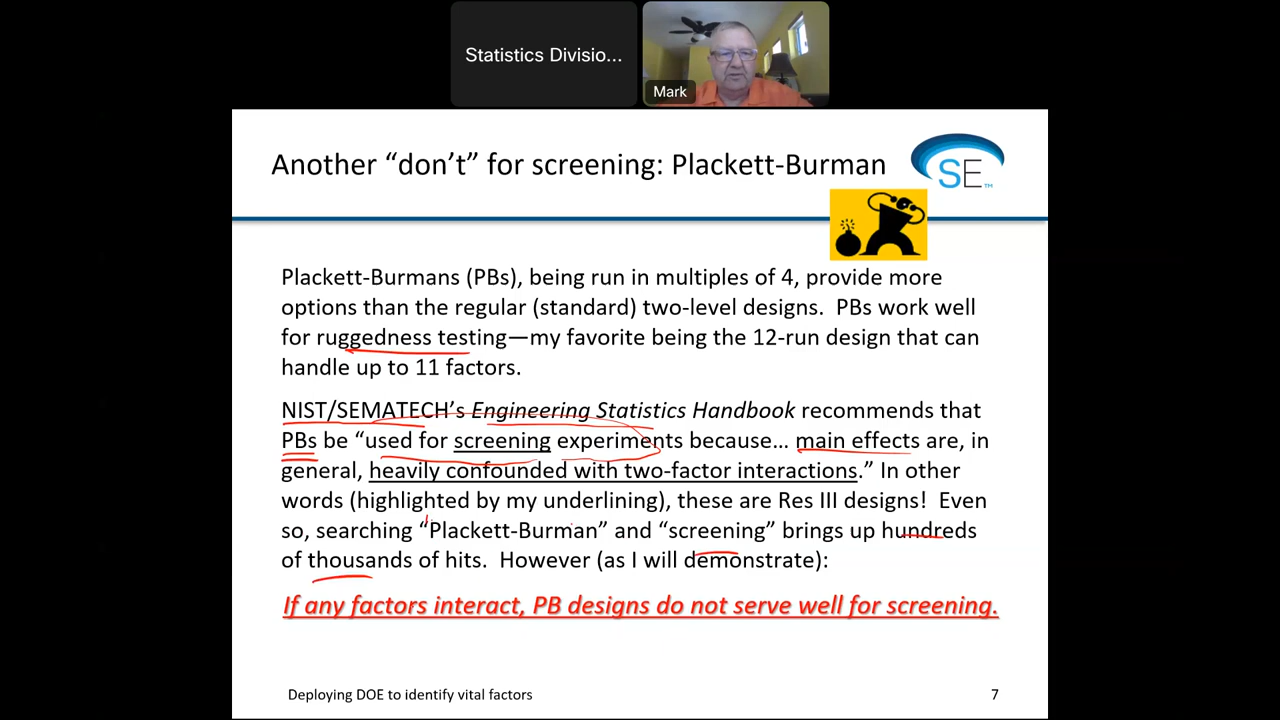 Statistics Divisio...
Mark
Another “don’t” for screening: Plackett-Burman
SE™
Plackett-Burmans (PBs), being run in multiples of 4, provide more
options than the regular (standard) two-level designs.  PBs work well
for ruggedness testing—my favorite being the 12-run design that can
handle up to 11 factors.
NIST/SEMATECH’s Engineering Statistics Handbook recommends that
PBs be “used for screening experiments because… main effects are, in
general, heavily confounded with two-factor interactions.” In other
words (highlighted by my underlining), these are Res III designs!  Even
so, searching “Plackett-Burman” and “screening” brings up hundreds
of thousands of hits.  However (as I will demonstrate):
If any factors interact, PB designs do not serve well for screening.
Deploying DOE to identify vital factors
7